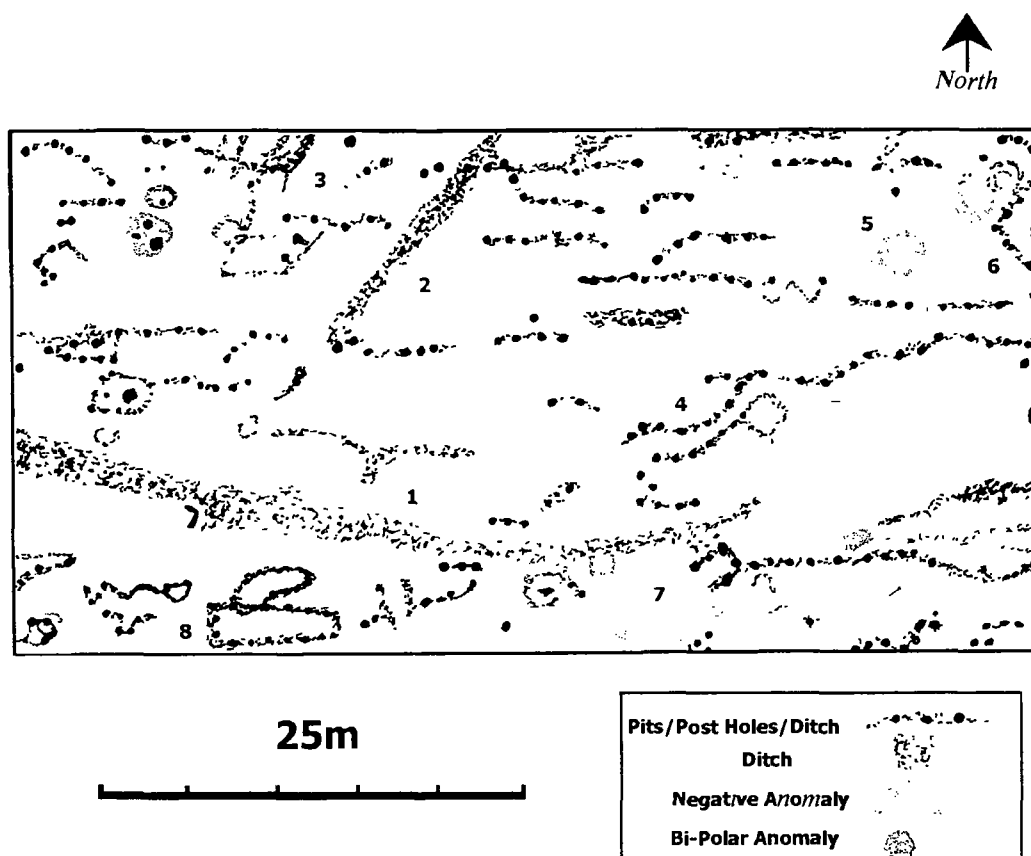 North
3
5
6
2
4
1
7
8
25m
Pits/Post Holes/Ditch
Ditch
Negative Anomaly
Bi-Polar Anomaly